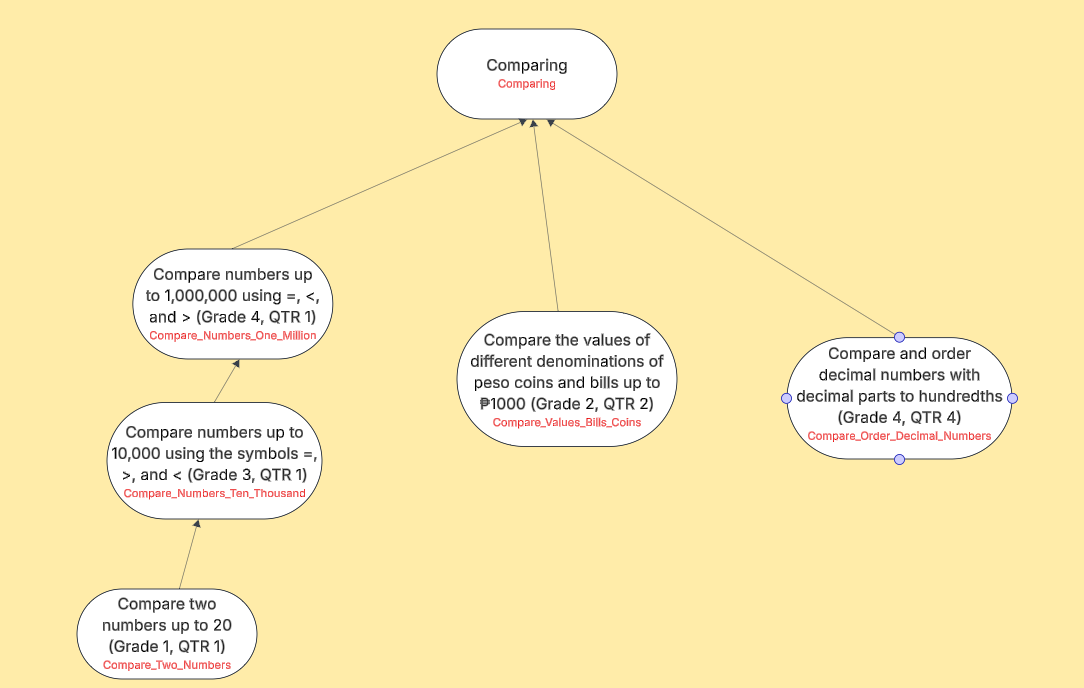 Comparing
Comparing
Compare numbers up
to 1,000,000 using =, <,
and > (Grade 4, QTR 1)
Compare_Numbers_One_Million
Compare the values of
different denominations of
peso coins and bills up to
₱1000 (Grade 2, QTR 2)
Compare_Values_Bills_Coins
Compare and order
decimal numbers with
decimal parts to hundredths
(Grade 4, QTR 4)
Compare_Order_Decimal_Numbers
Compare numbers up to
10,000 using the symbols =,
>, and < (Grade 3, QTR 1)
Compare_Numbers_Ten_Thousand
Compare two
numbers up to 20
(Grade 1, QTR 1)
Compare_Two_Numbers